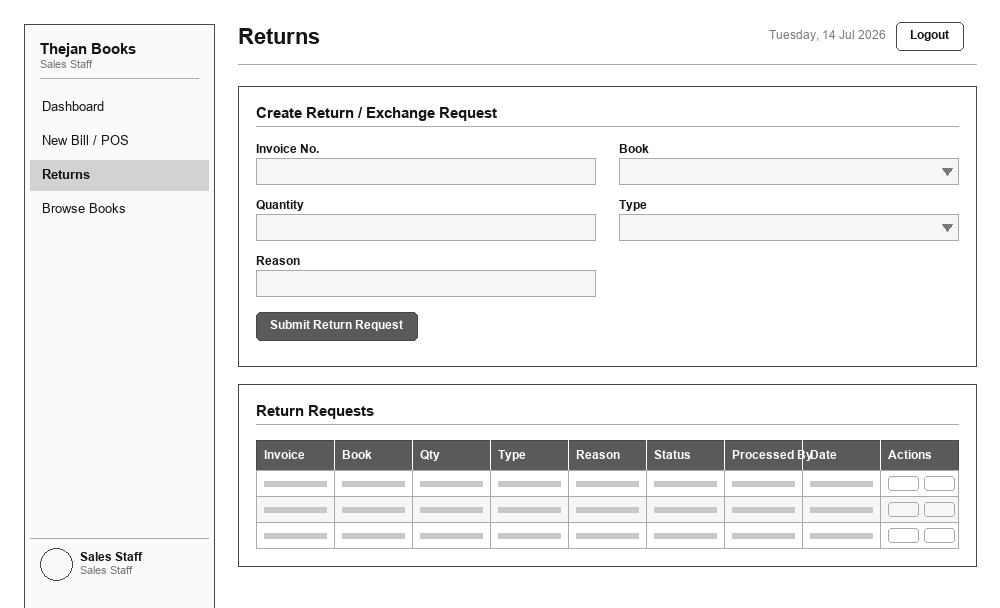 Thejan Books
Sales Staff
Dashboard
New Bill / POS
Returns
Browse Books
Sales Staff
Sales Staff
Returns
Tuesday, 14 Jul 2026
Logout
Create Return / Exchange Request
Invoice No.
Book
Quantity
Type
Reason
Submit Return Request
Return Requests
Invoice Book Qty Type Reason Status Processed By Date Actions